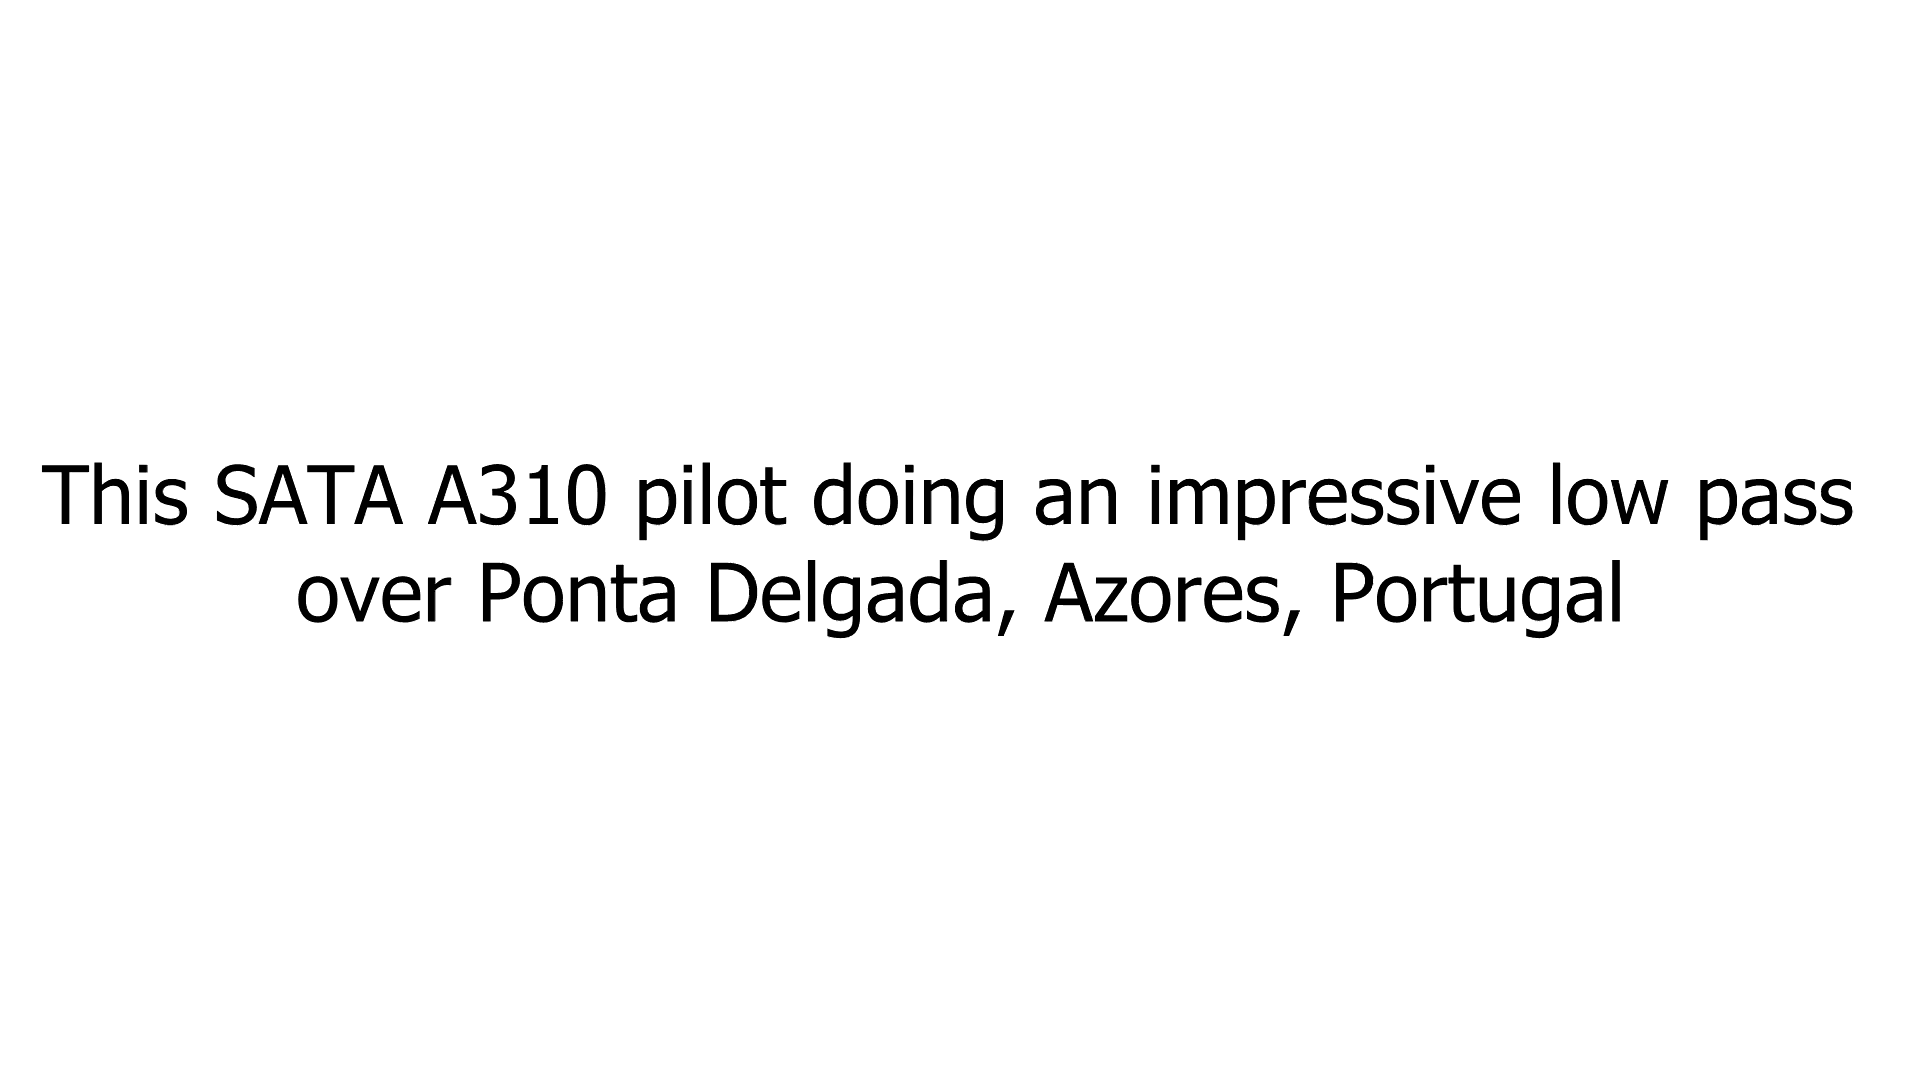 This SATA A310 pilot doing an impressive low pass
over Ponta Delgada, Azores, Portugal